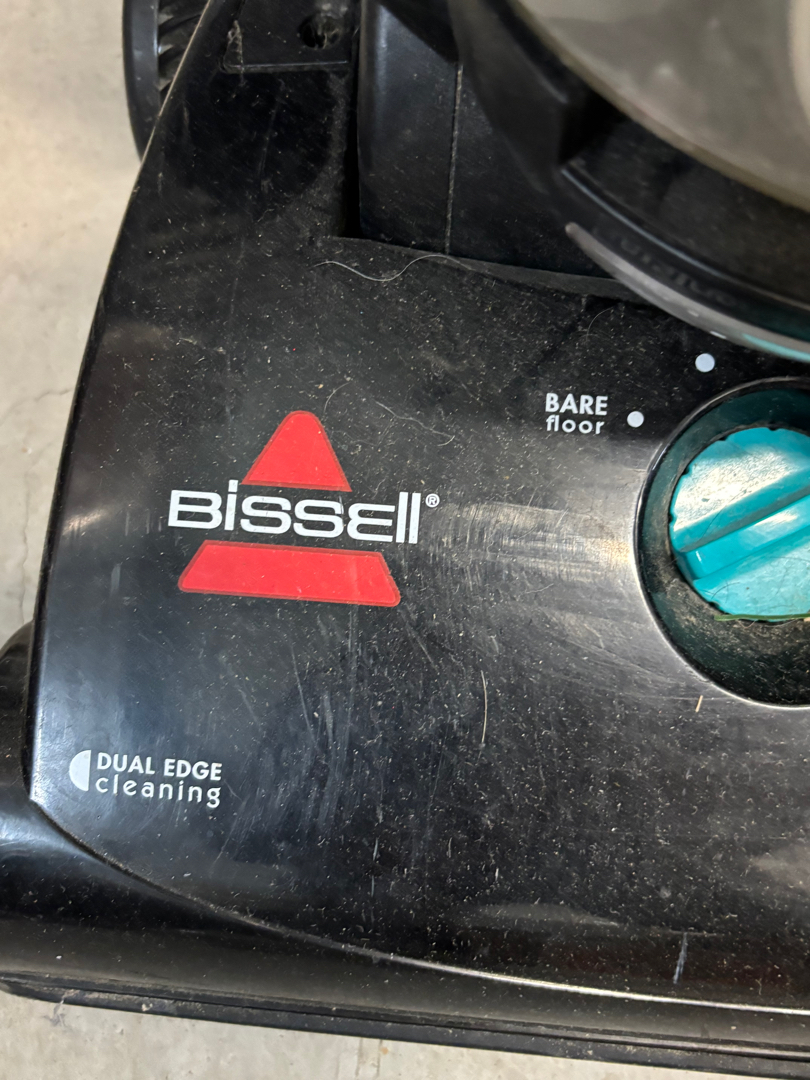 BARE
floor
BISSELL®
DUAL EDGE
cleaning